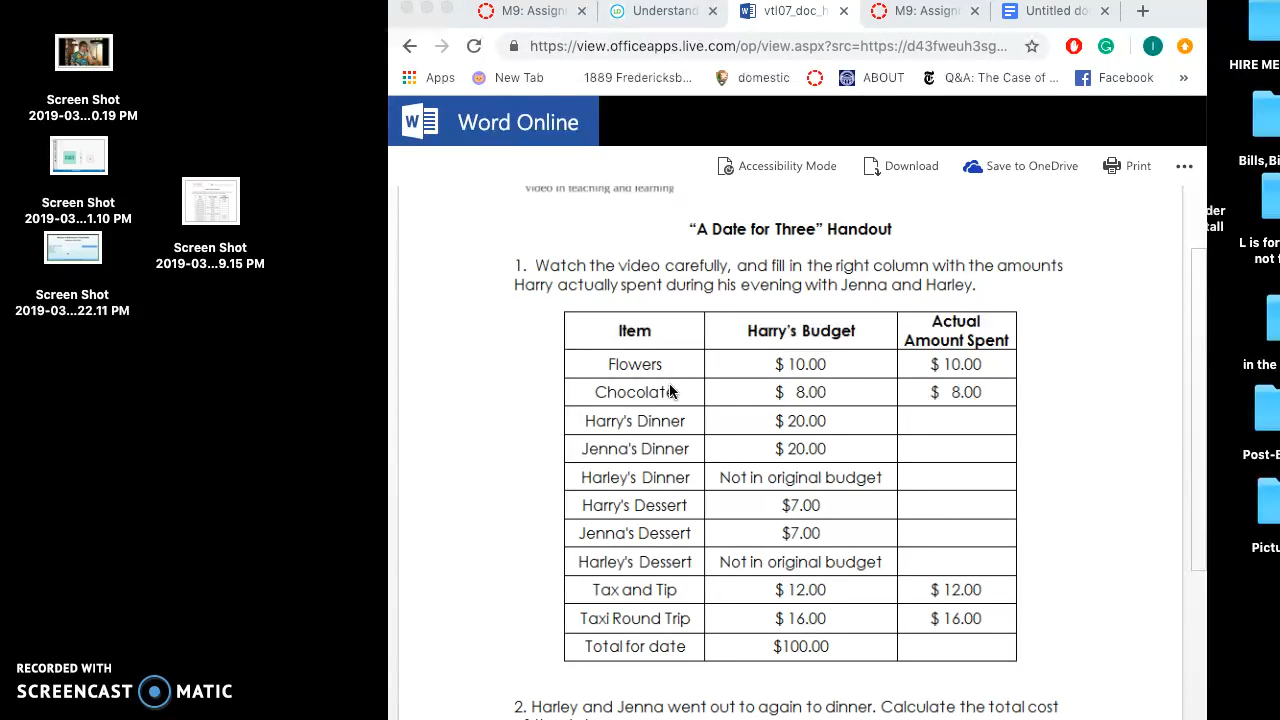 M9: Assign
Understand
vtl07_doc_h
M9: Assign
Untitled do
https://view.officeapps.live.com/op/view.aspx?src=https://d43fweuh3sg...
Apps
New Tab
1889 Fredericksb...
domestic
ABOUT
Q&A: The Case of ...
Facebook
»
W Word Online
Accessibility Mode
Download
Save to OneDrive
Print
video in teaching and learning
“A Date for Three” Handout
1. Watch the video carefully, and fill in the right column with the amounts
Harry actually spent during his evening with Jenna and Harley.
Item Harry’s Budget Actual
Amount Spent
Flowers $ 10.00 $ 10.00
Chocolate $ 8.00 $ 8.00
Harry's Dinner $ 20.00
Jenna's Dinner $ 20.00
Harley's Dinner Not in original budget
Harry's Dessert $7.00
Jenna's Dessert $7.00
Harley's Dessert Not in original budget
Tax and Tip $ 12.00 $ 12.00
Taxi Round Trip $ 16.00 $ 16.00
Total for date $100.00
2. Harley and Jenna went out to again to dinner. Calculate the total cost
Screen Shot
2019-03...0.19 PM
Screen Shot
2019-03...1.10 PM
Screen Shot
2019-03...9.15 PM
Screen Shot
2019-03...22.11 PM
HIRE ME
Bills,Bi
der
tall
L is for
not f
in the
Post-E
Pictu
RECORDED WITH
SCREENCAST MATIC